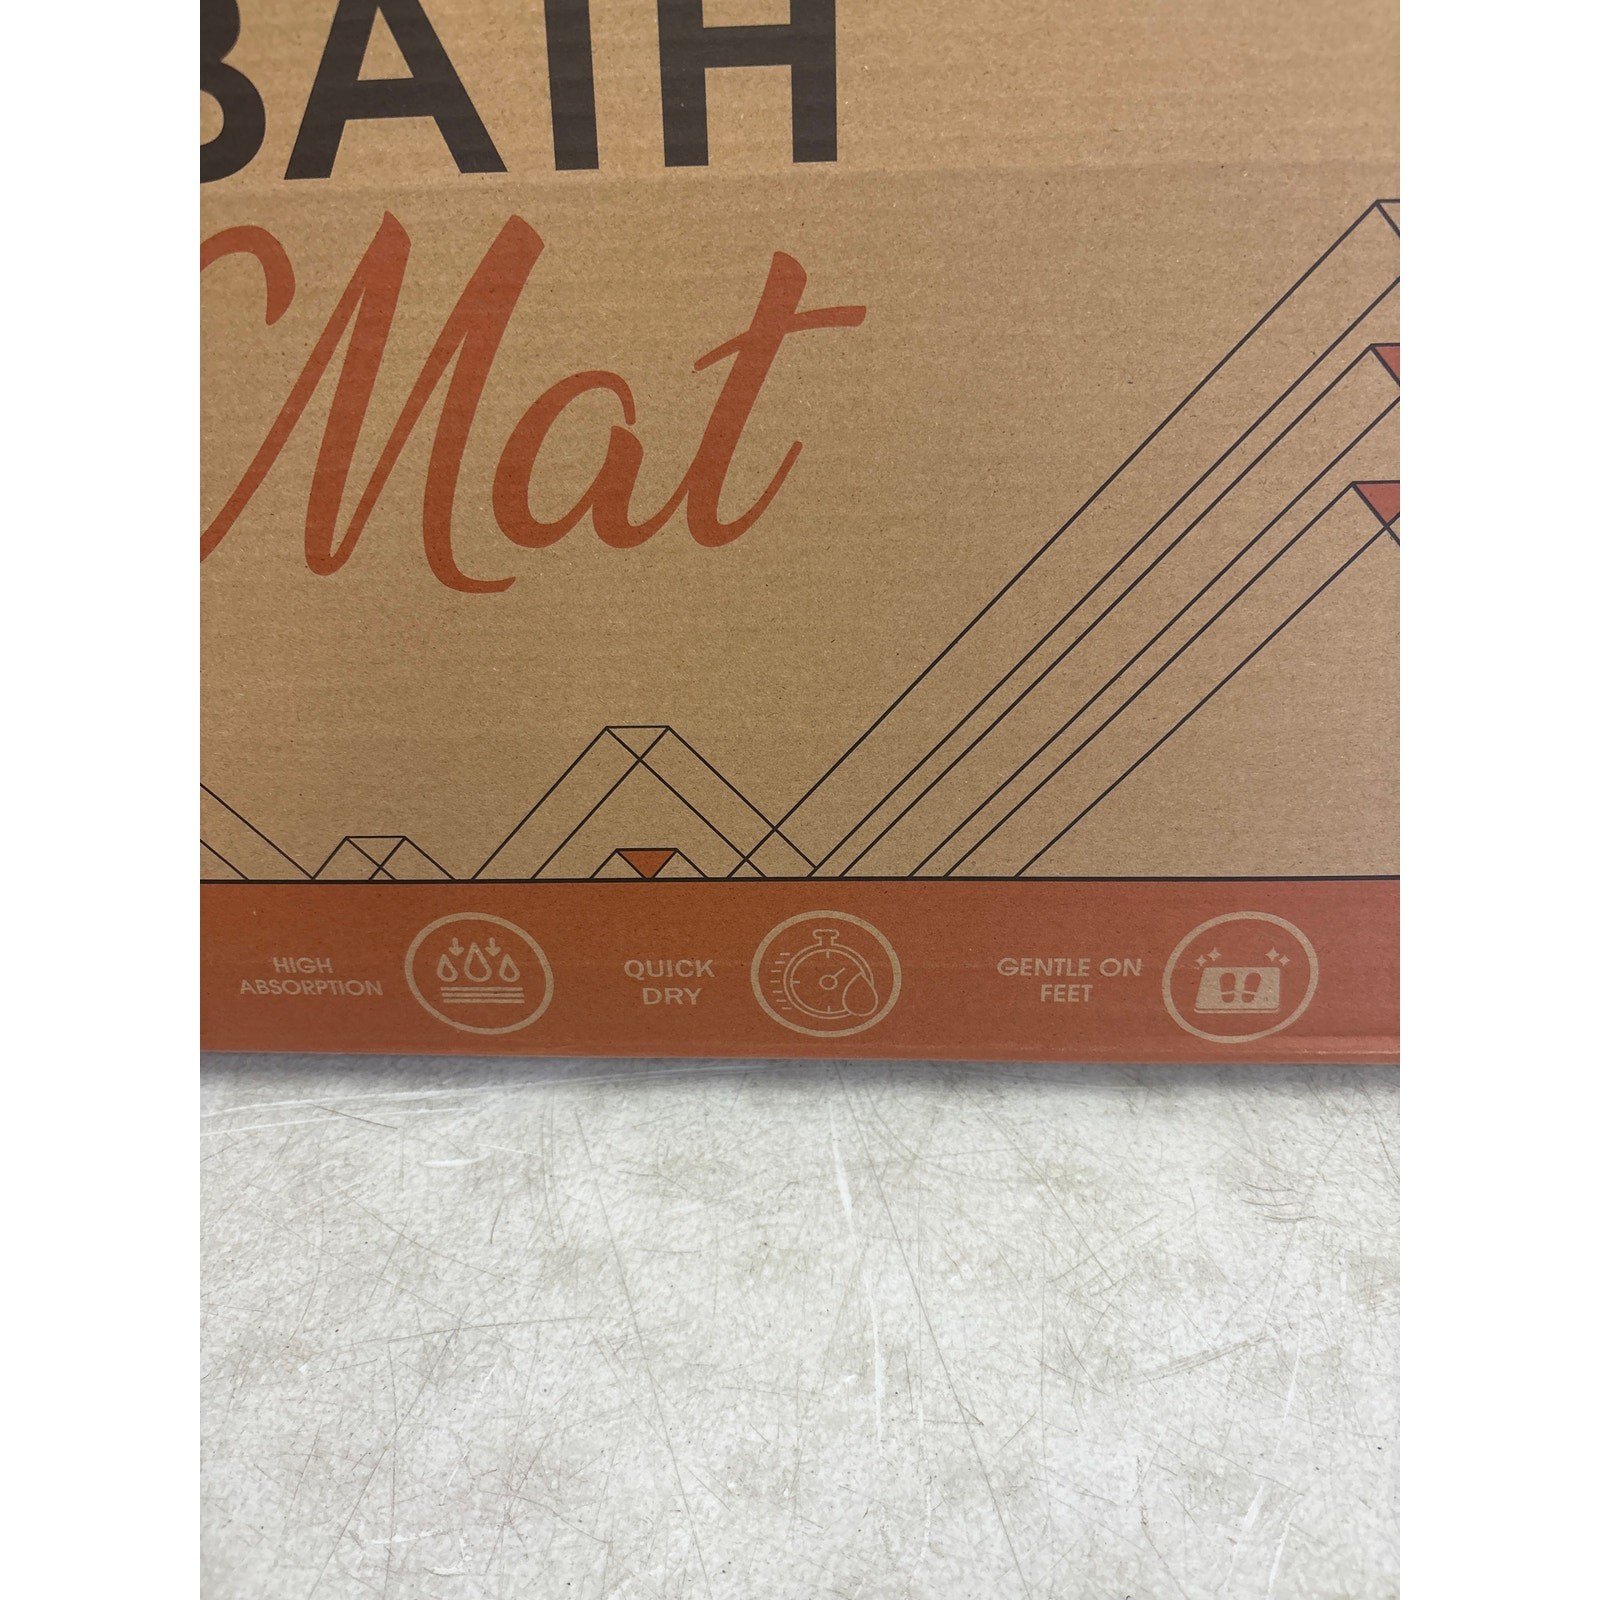 BATH
Mat
HIGH
ABSORPTION
QUICK
DRY
GENTLE ON
FEET